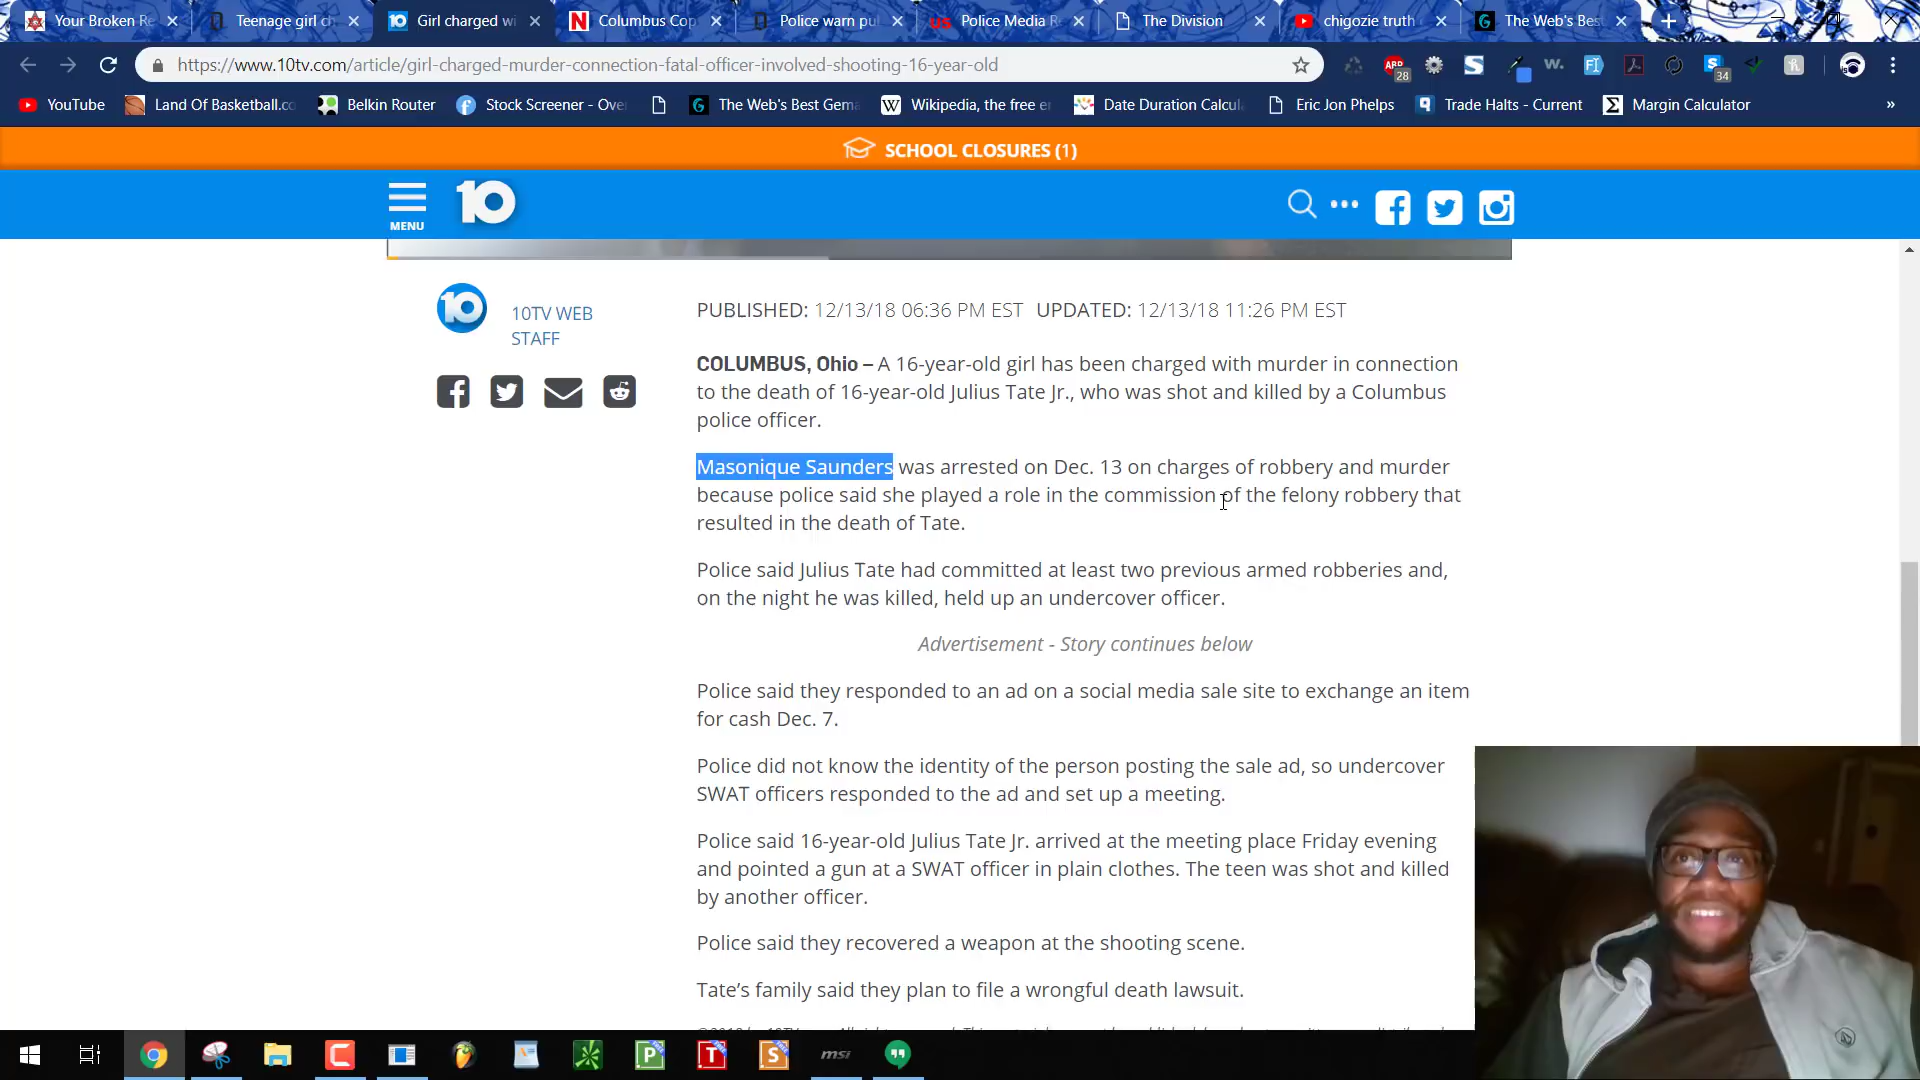 Your Broken Re
Teenage girl ch
Girl charged wi
Columbus Cop
Police warn pub
Police Media Re
The Division
chigozie truth
The Web's Bes
https://www.10tv.com/article/girl-charged-murder-connection-fatal-officer-involved-shooting-16-year-old
28
34
YouTube
Land Of Basketball.co
Belkin Router
Stock Screener - Over
The Web's Best Gema
Wikipedia, the free en
Date Duration Calcul
Eric Jon Phelps
Trade Halts - Current
Margin Calculator
»
SCHOOL CLOSURES (1)
MENU
10
10
10TV WEB
STAFF
PUBLISHED: 12/13/18 06:36 PM EST UPDATED: 12/13/18 11:26 PM EST
COLUMBUS, Ohio – A 16-year-old girl has been charged with murder in connection
to the death of 16-year-old Julius Tate Jr., who was shot and killed by a Columbus
police officer.
Masonique Saunders was arrested on Dec. 13 on charges of robbery and murder
because police said she played a role in the commission of the felony robbery that
resulted in the death of Tate.
Police said Julius Tate had committed at least two previous armed robberies and,
on the night he was killed, held up an undercover officer.
Advertisement - Story continues below
Police said they responded to an ad on a social media sale site to exchange an item
for cash Dec. 7.
Police did not know the identity of the person posting the sale ad, so undercover
SWAT officers responded to the ad and set up a meeting.
Police said 16-year-old Julius Tate Jr. arrived at the meeting place Friday evening
and pointed a gun at a SWAT officer in plain clothes. The teen was shot and killed
by another officer.
Police said they recovered a weapon at the shooting scene.
Tate's family said they plan to file a wrongful death lawsuit.
P
T
S
msi